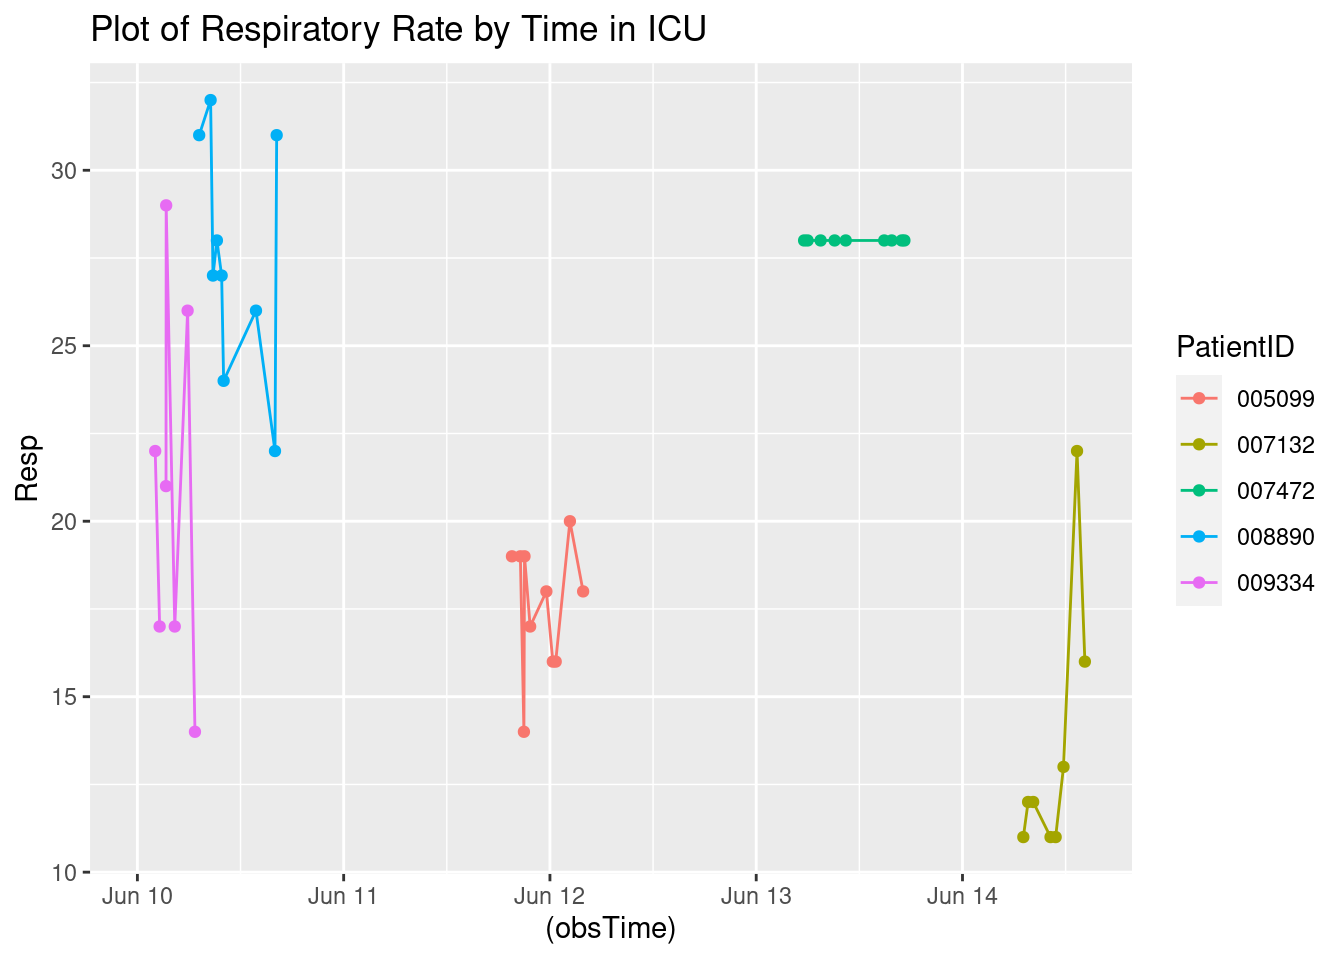 Plot of Respiratory Rate by Time in ICU
30
25
20
15
10
Resp
Jun 10 Jun 11 Jun 12 Jun 13 Jun 14
(obsTime)
PatientID
005099
007132
007472
008890
009334